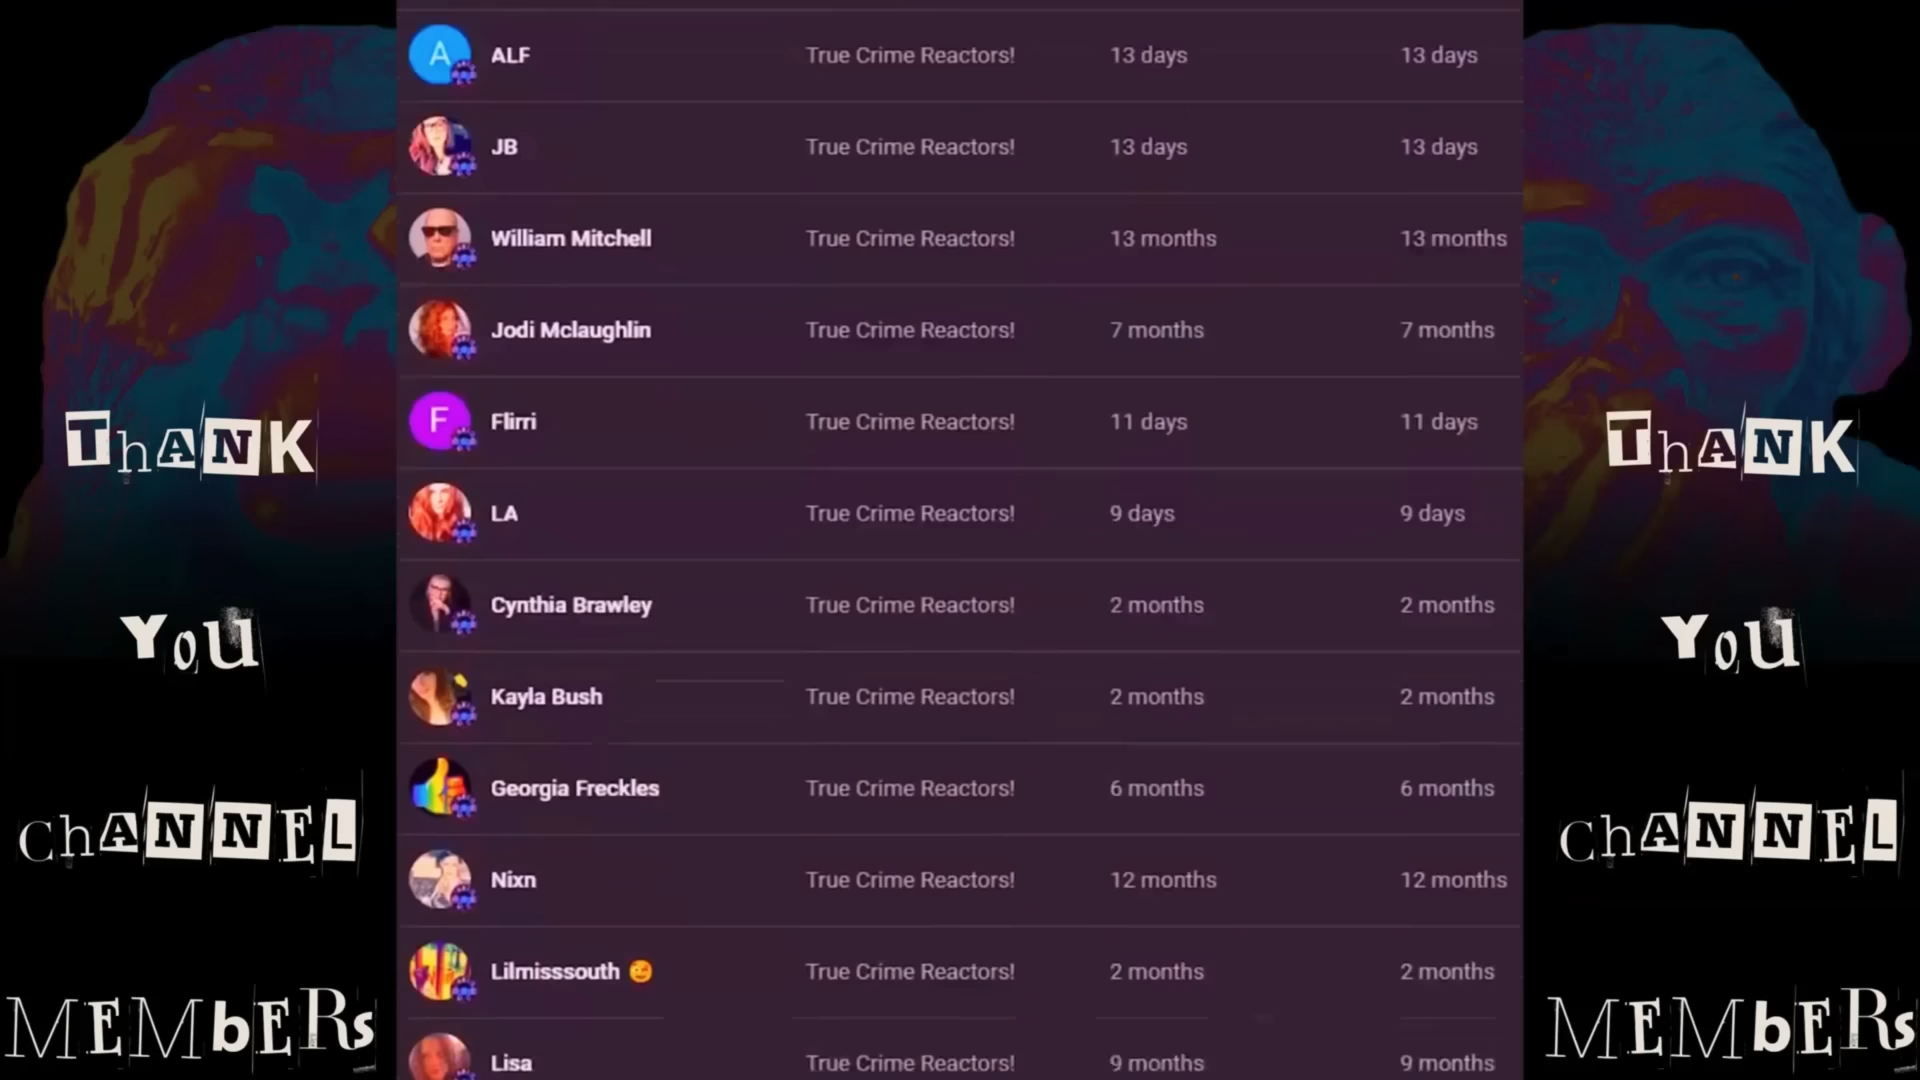 A ALF True Crime Reactors! 13 days 13 days
JB True Crime Reactors! 13 days 13 days
William Mitchell True Crime Reactors! 13 months 13 months
Jodi Mclaughlin True Crime Reactors! 7 months 7 months
F Flirri True Crime Reactors! 11 days 11 days
LA True Crime Reactors! 9 days 9 days
Cynthia Brawley True Crime Reactors! 2 months 2 months
Kayla Bush True Crime Reactors! 2 months 2 months
Georgia Freckles True Crime Reactors! 6 months 6 months
Nixn True Crime Reactors! 12 months 12 months
Lilmisssouth 😉 True Crime Reactors! 2 months 2 months
Lisa True Crime Reactors! 9 months 9 months
ThANK
You
ChANNEL
MEMbERs
ThANK
You
ChANNEL
MEMbERs